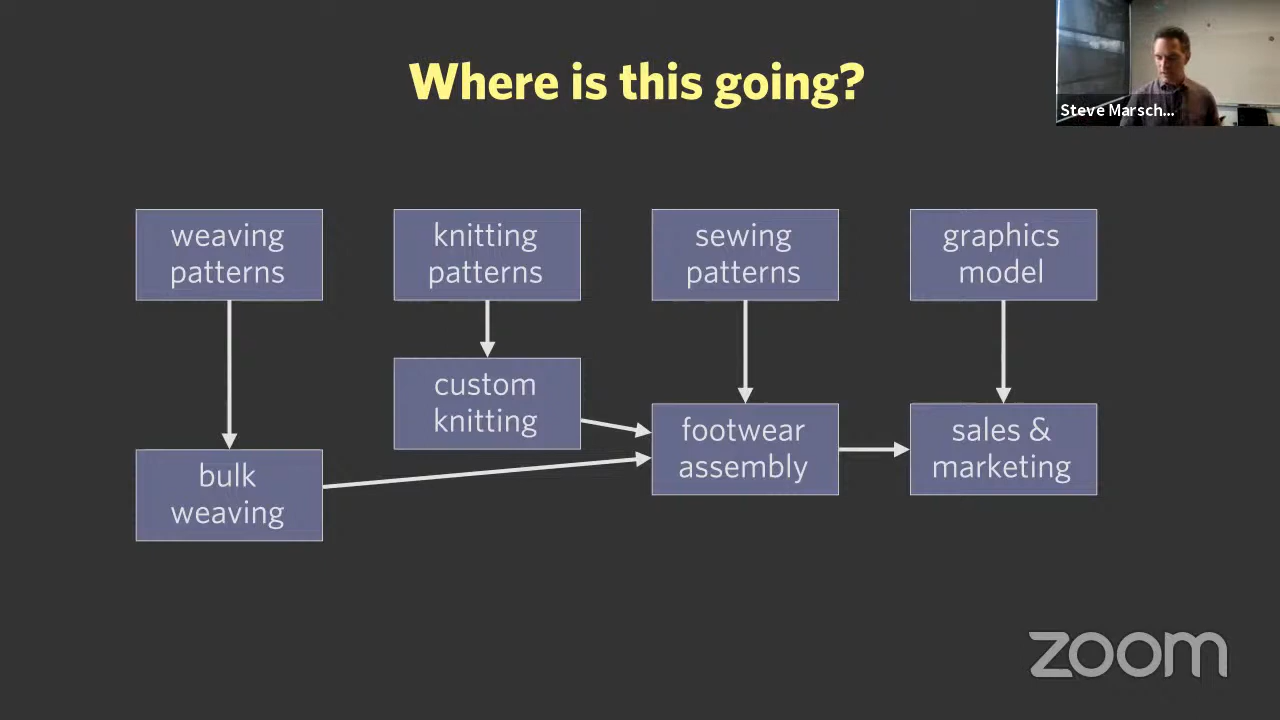 Where is this going?
Steve Marsch...
weaving
patterns
knitting
patterns
sewing
patterns
graphics
model
custom
knitting
footwear
assembly
sales &
marketing
bulk
weaving
zoom